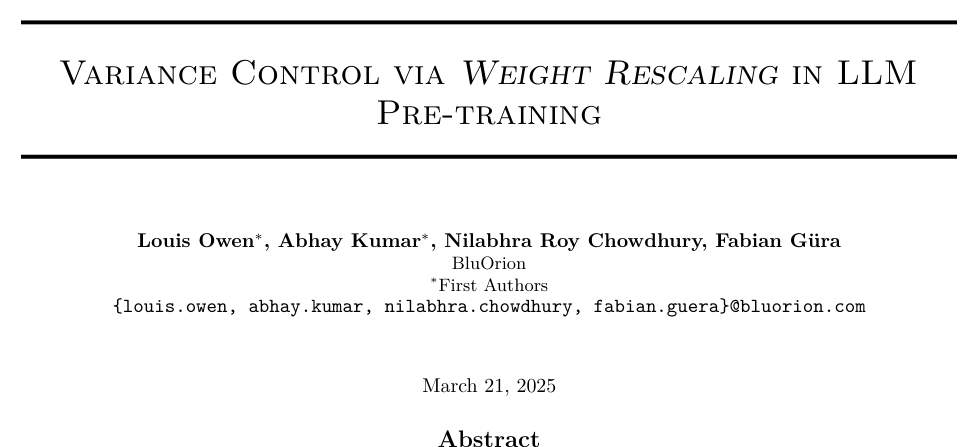 Variance Control via Weight Rescaling in LLM
Pre-training
Louis Owen*, Abhay Kumar*, Nilabhra Roy Chowdhury, Fabian Güra
BluOrion
*First Authors
{louis.owen, abhay.kumar, nilabhra.chowdhury, fabian.guera}@bluorion.com
March 21, 2025
Abstract